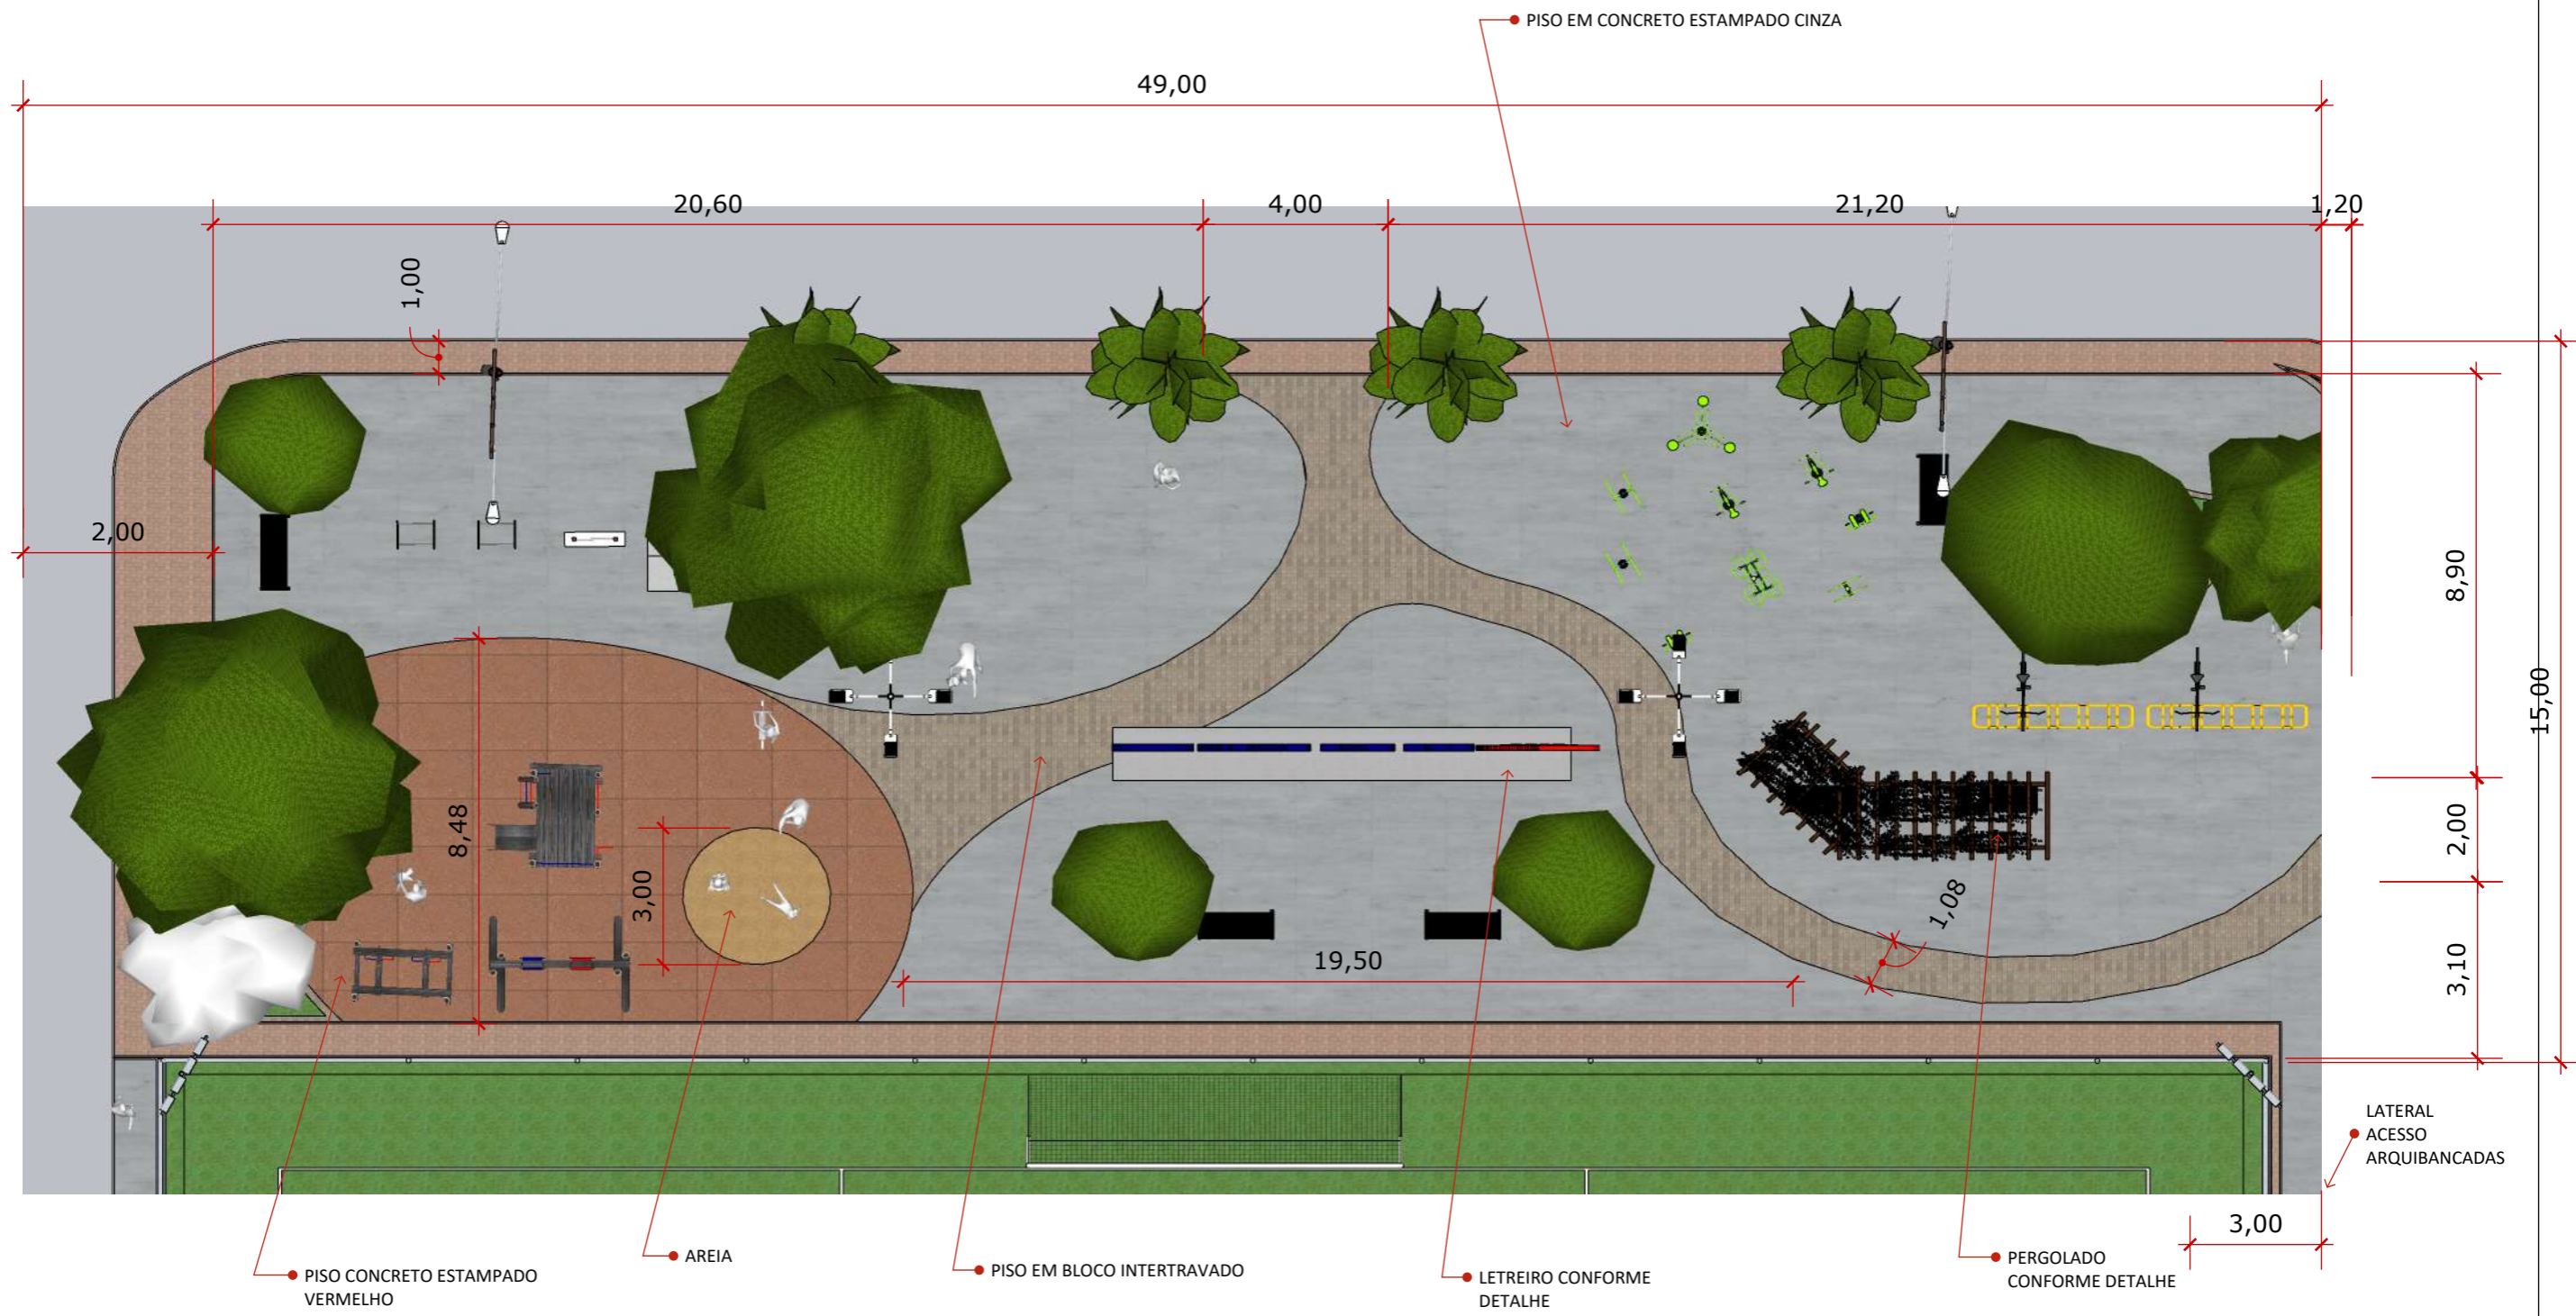 PISO EM CONCRETO ESTAMPADO CINZA
49,00
20,60
4,00
21,20
1,20
1,00
2,00
8,90
15,00
8,48
3,00
2,00
1,08
19,50
3,10
LATERAL
ACESSO
ARQUIBANCADAS
3,00
AREIA
PISO EM BLOCO INTERTRAVADO
PERGOLADO
CONFORME DETALHE
PISO CONCRETO ESTAMPADO
VERMELHO
LETREIRO CONFORME
DETALHE